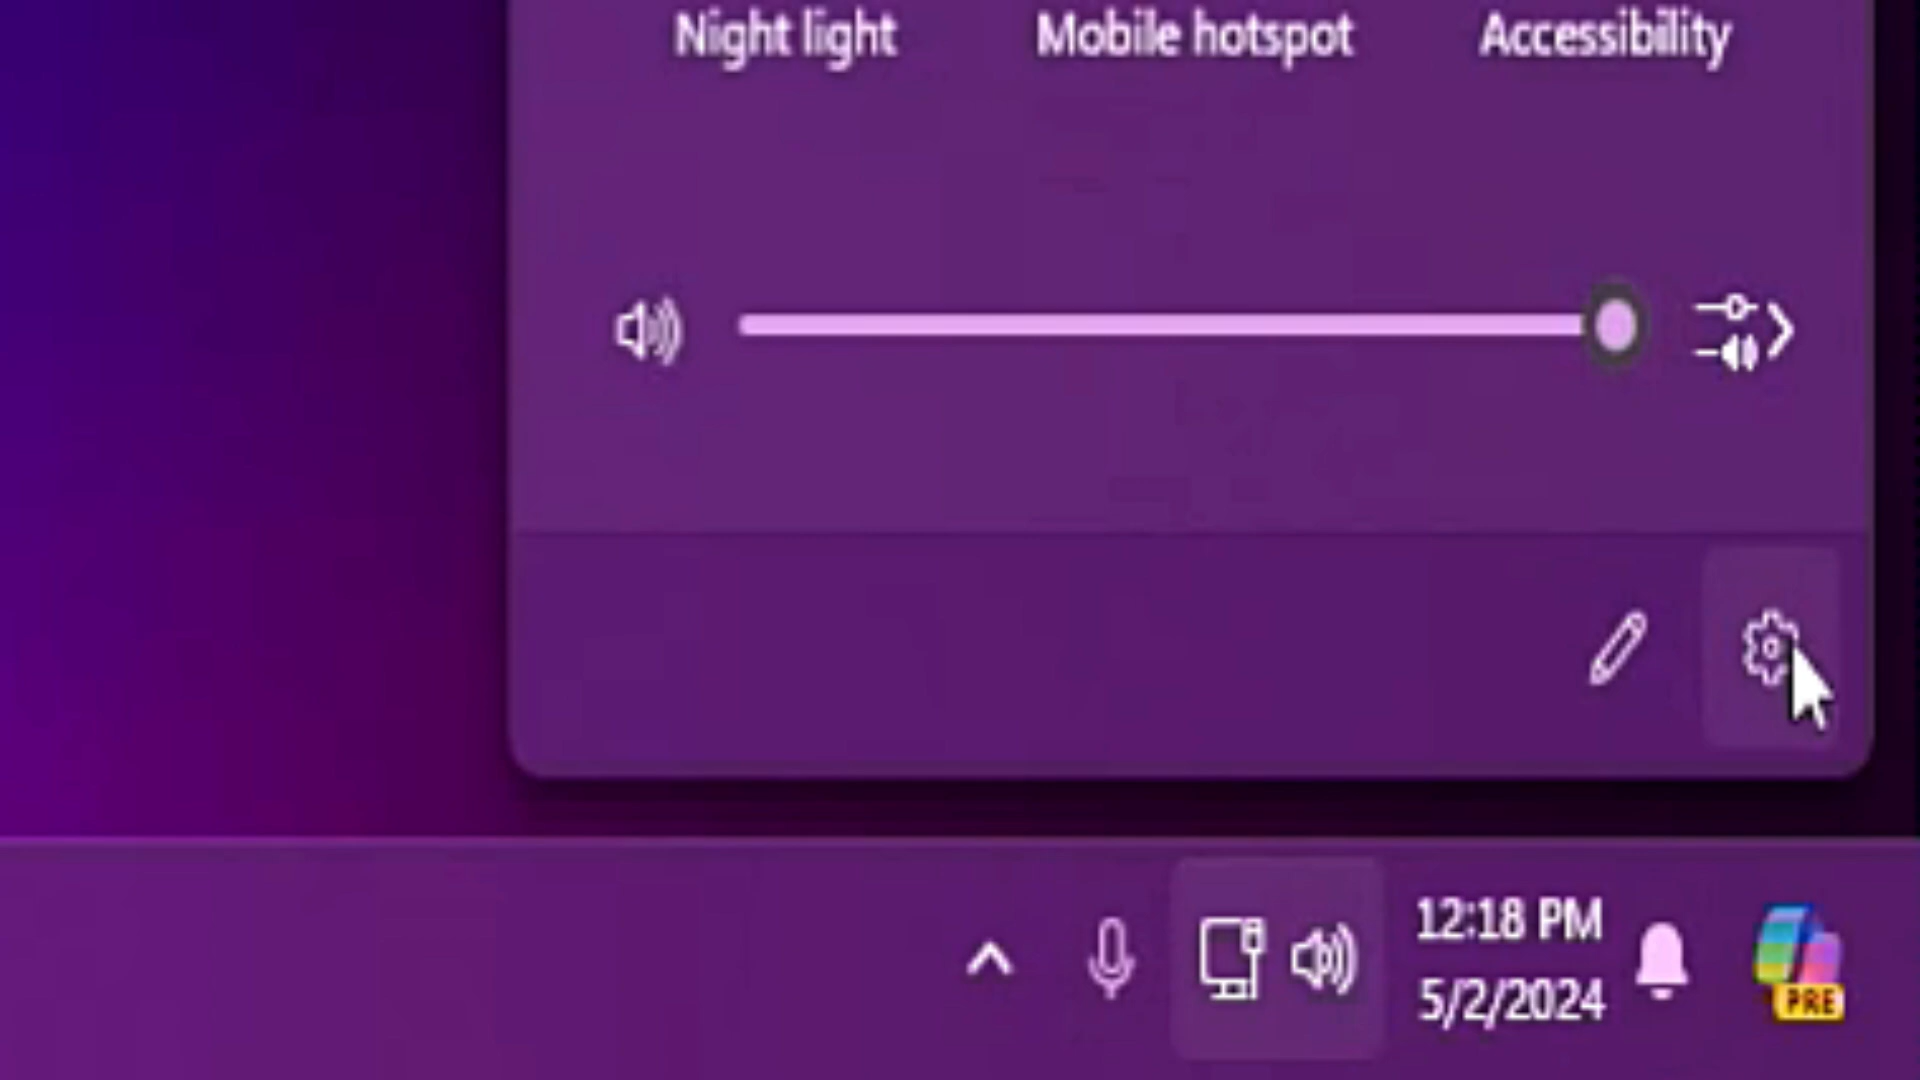 Night light
Mobile hotspot
Accessibility
12:18 PM
5/2/2024
PRE